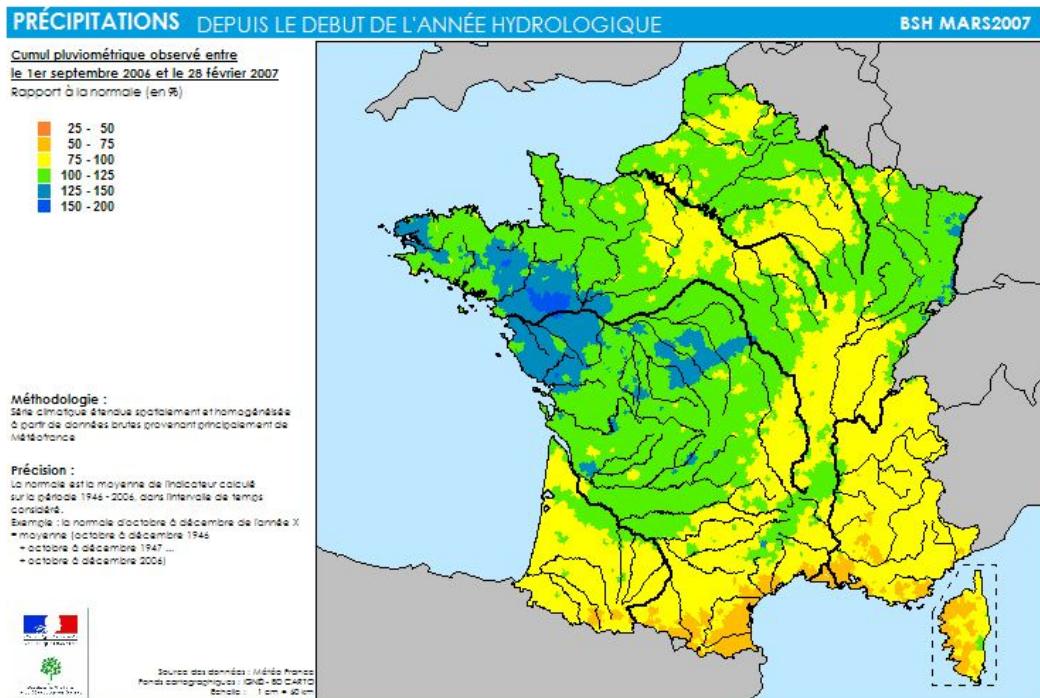 PRÉCIPITATIONS DEPUIS LE DEBUT DE L'ANNÉE HYDROLOGIQUE BSH MARS2007
Cumul pluviométrique observé entre
le 1er septembre 2006 et le 28 février 2007
Rapport à la normale (en %)
25 - 50
50 - 75
75 - 100
100 - 125
125 - 150
150 - 200
Méthodologie :
Série climatique étendue spatialement et homogénéisée
à partir de données brutes provenant principalement de
Météofrance
Précision :
La normale est la moyenne de l'indicateur calculé
sur la période 1946 - 2006, dans l'intervalle de temps
considéré.
Exemple : la normale d'octobre à décembre de l'année X
= moyenne (octobre à décembre 1946
+ octobre à décembre 1947 ...
+ octobre à décembre 2006)
Source des données : Météo France
Fonds cartographiques : IGN© - BD CARTO
Echelle : 1 cm = 60 km